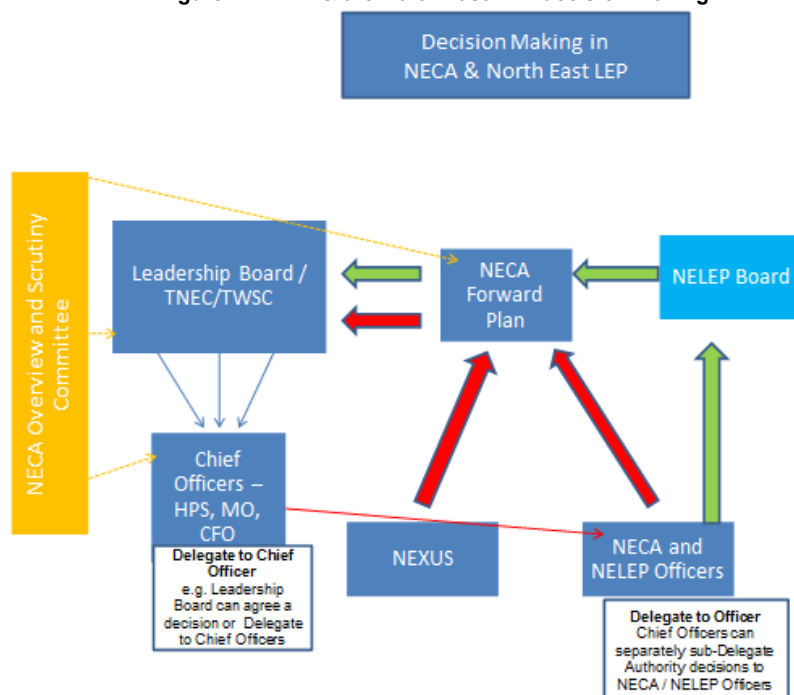 Decision Making in
NECA & North East LEP
NECA Overview and Scrutiny
Committee
Leadership Board /
TNEC/TWSC
NECA
Forward
Plan
NELEP Board
Chief
Officers –
HPS, MO,
CFO
Delegate to Chief
Officer
e.g. Leadership
Board can agree a
decision or Delegate
to Chief Officers
NEXUS
NECA and
NELEP Officers
Delegate to Officer
Chief Officers can
separately sub-Delegate
Authority decisions to
NECA / NELEP Officers